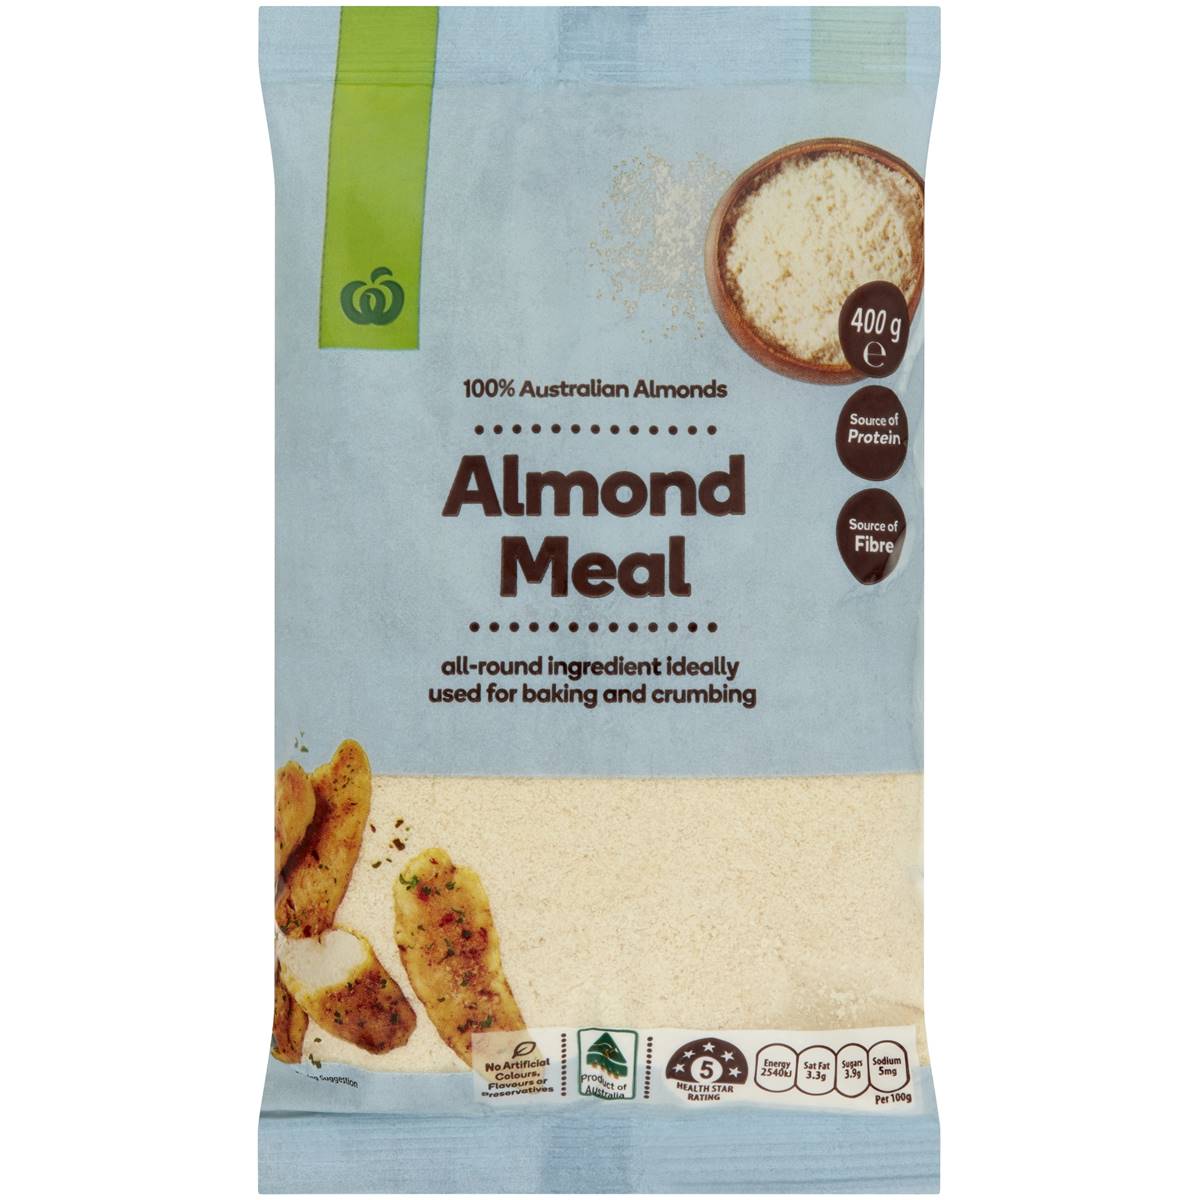 400 g
e
100% Australian Almonds
Source of
Protein
Almond
Meal
Source of
Fibre
all-round ingredient ideally
used for baking and crumbing
Suggestion
No Artificial
Colours,
Flavours or
Preservatives
Product of
Australia
5
HEALTH STAR
RATING
Energy
2540kJ
Sat Fat
3.3g
Sugars
3.9g
Sodium
5mg
Per 100g